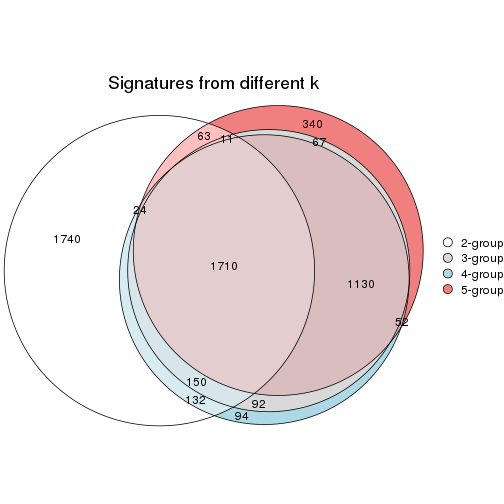 Signatures from different k
340
63
11
67
24
1740
1710
1130
52
150
132
92
94
2-group
3-group
4-group
5-group